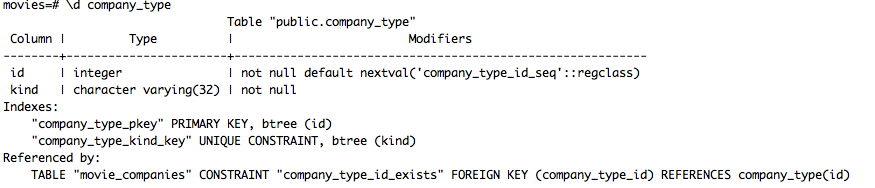 movies=# \d company_type
                                 Table "public.company_type"
 Column |         Type          |                         Modifiers
--------+-----------------------+-----------------------------------------------------------
 id     | integer               | not null default nextval('company_type_id_seq'::regclass)
 kind   | character varying(32) | not null
Indexes:
    "company_type_pkey" PRIMARY KEY, btree (id)
    "company_type_kind_key" UNIQUE CONSTRAINT, btree (kind)
Referenced by:
    TABLE "movie_companies" CONSTRAINT "company_type_id_exists" FOREIGN KEY (company_type_id) REFERENCES company_type(id)